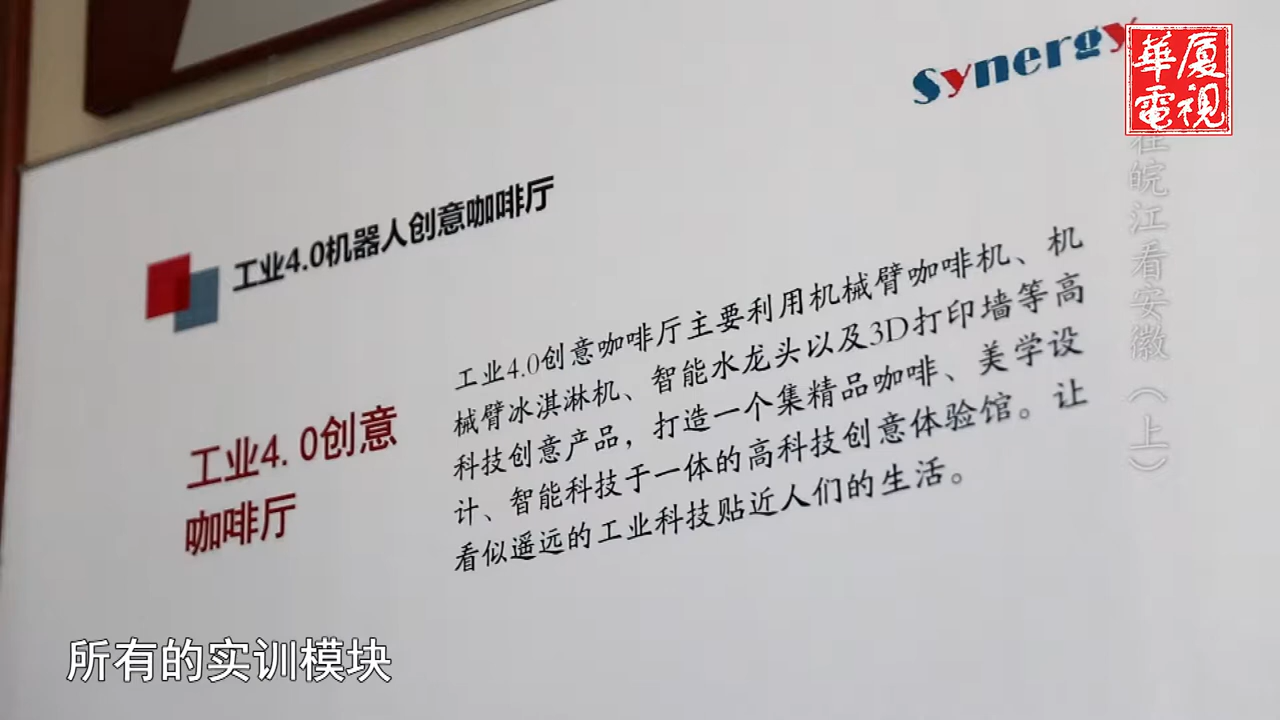 Synergy
華厦
電視
在皖江看安徽（上）
工业4.0机器人创意咖啡厅
工业4.0创意
咖啡厅
工业4.0创意咖啡厅主要利用机械臂咖啡机、机
械臂冰淇淋机、智能水龙头以及3D打印墙等高
科技创意产品，打造一个集精品咖啡、美学设
计、智能科技于一体的高科技创意体验馆。让
看似遥远的工业科技贴近人们的生活。
所有的实训模块